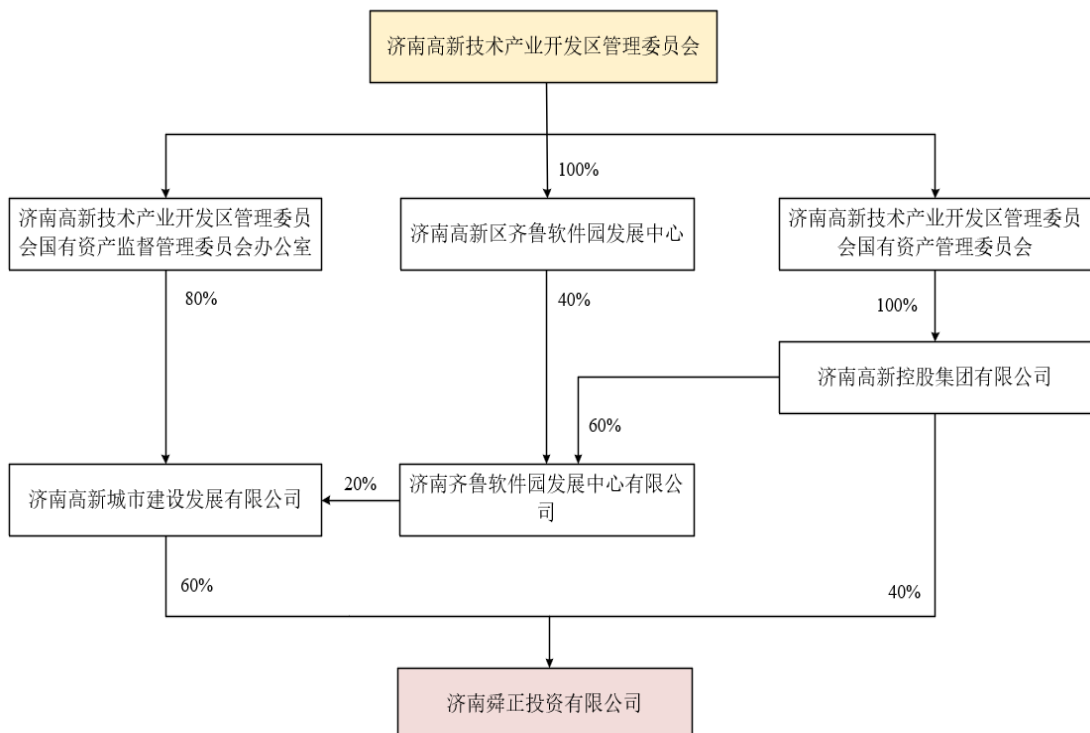 济南高新技术产业开发区管理委员会
100%
济南高新技术产业开发区管理委员
会国有资产监督管理委员会办公室
济南高新区齐鲁软件园发展中心
济南高新技术产业开发区管理委员
会国有资产管理委员会
80%
40%
100%
济南高新控股集团有限公司
60%
济南高新城市建设发展有限公司
20%
济南齐鲁软件园发展中心有限公
司
60%
40%
济南舜正投资有限公司